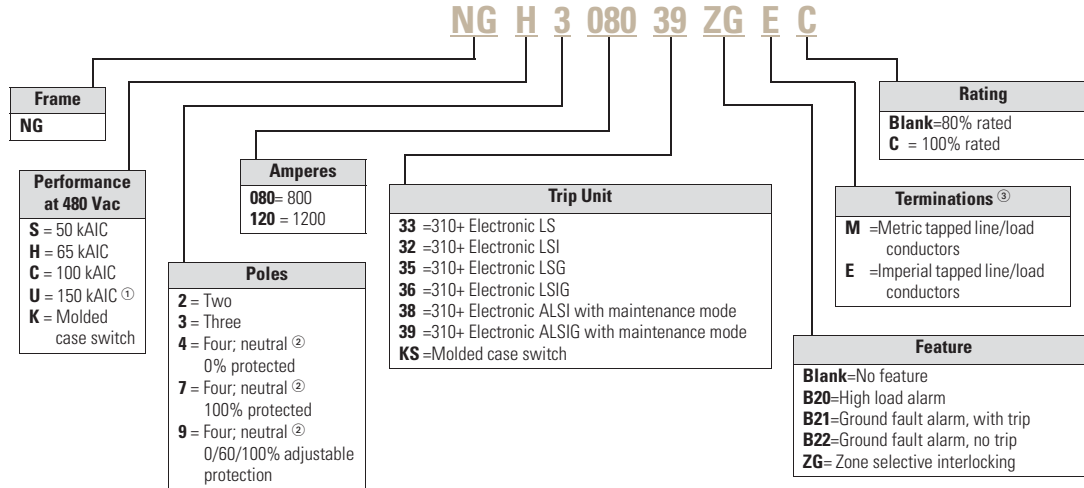 NG H 3 080 39 ZG E C
Frame
NG
Performance
at 480 Vac
S = 50 kAIC
H = 65 kAIC
C = 100 kAIC
U = 150 kAIC ①
K = Molded
case switch
Poles
2 = Two
3 = Three
4 = Four; neutral ②
0% protected
7 = Four; neutral ②
100% protected
9 = Four; neutral ②
0/60/100% adjustable
protection
Amperes
080= 800
120 = 1200
Trip Unit
33 =310+ Electronic LS
32 =310+ Electronic LSI
35 =310+ Electronic LSG
36 =310+ Electronic LSIG
38 =310+ Electronic ALSI with maintenance mode
39 =310+ Electronic ALSIG with maintenance mode
KS =Molded case switch
Rating
Blank=80% rated
C = 100% rated
Terminations ③
M =Metric tapped line/load
conductors
E =Imperial tapped line/load
conductors
Feature
Blank=No feature
B20=High load alarm
B21=Ground fault alarm, with trip
B22=Ground fault alarm, no trip
ZG= Zone selective interlocking